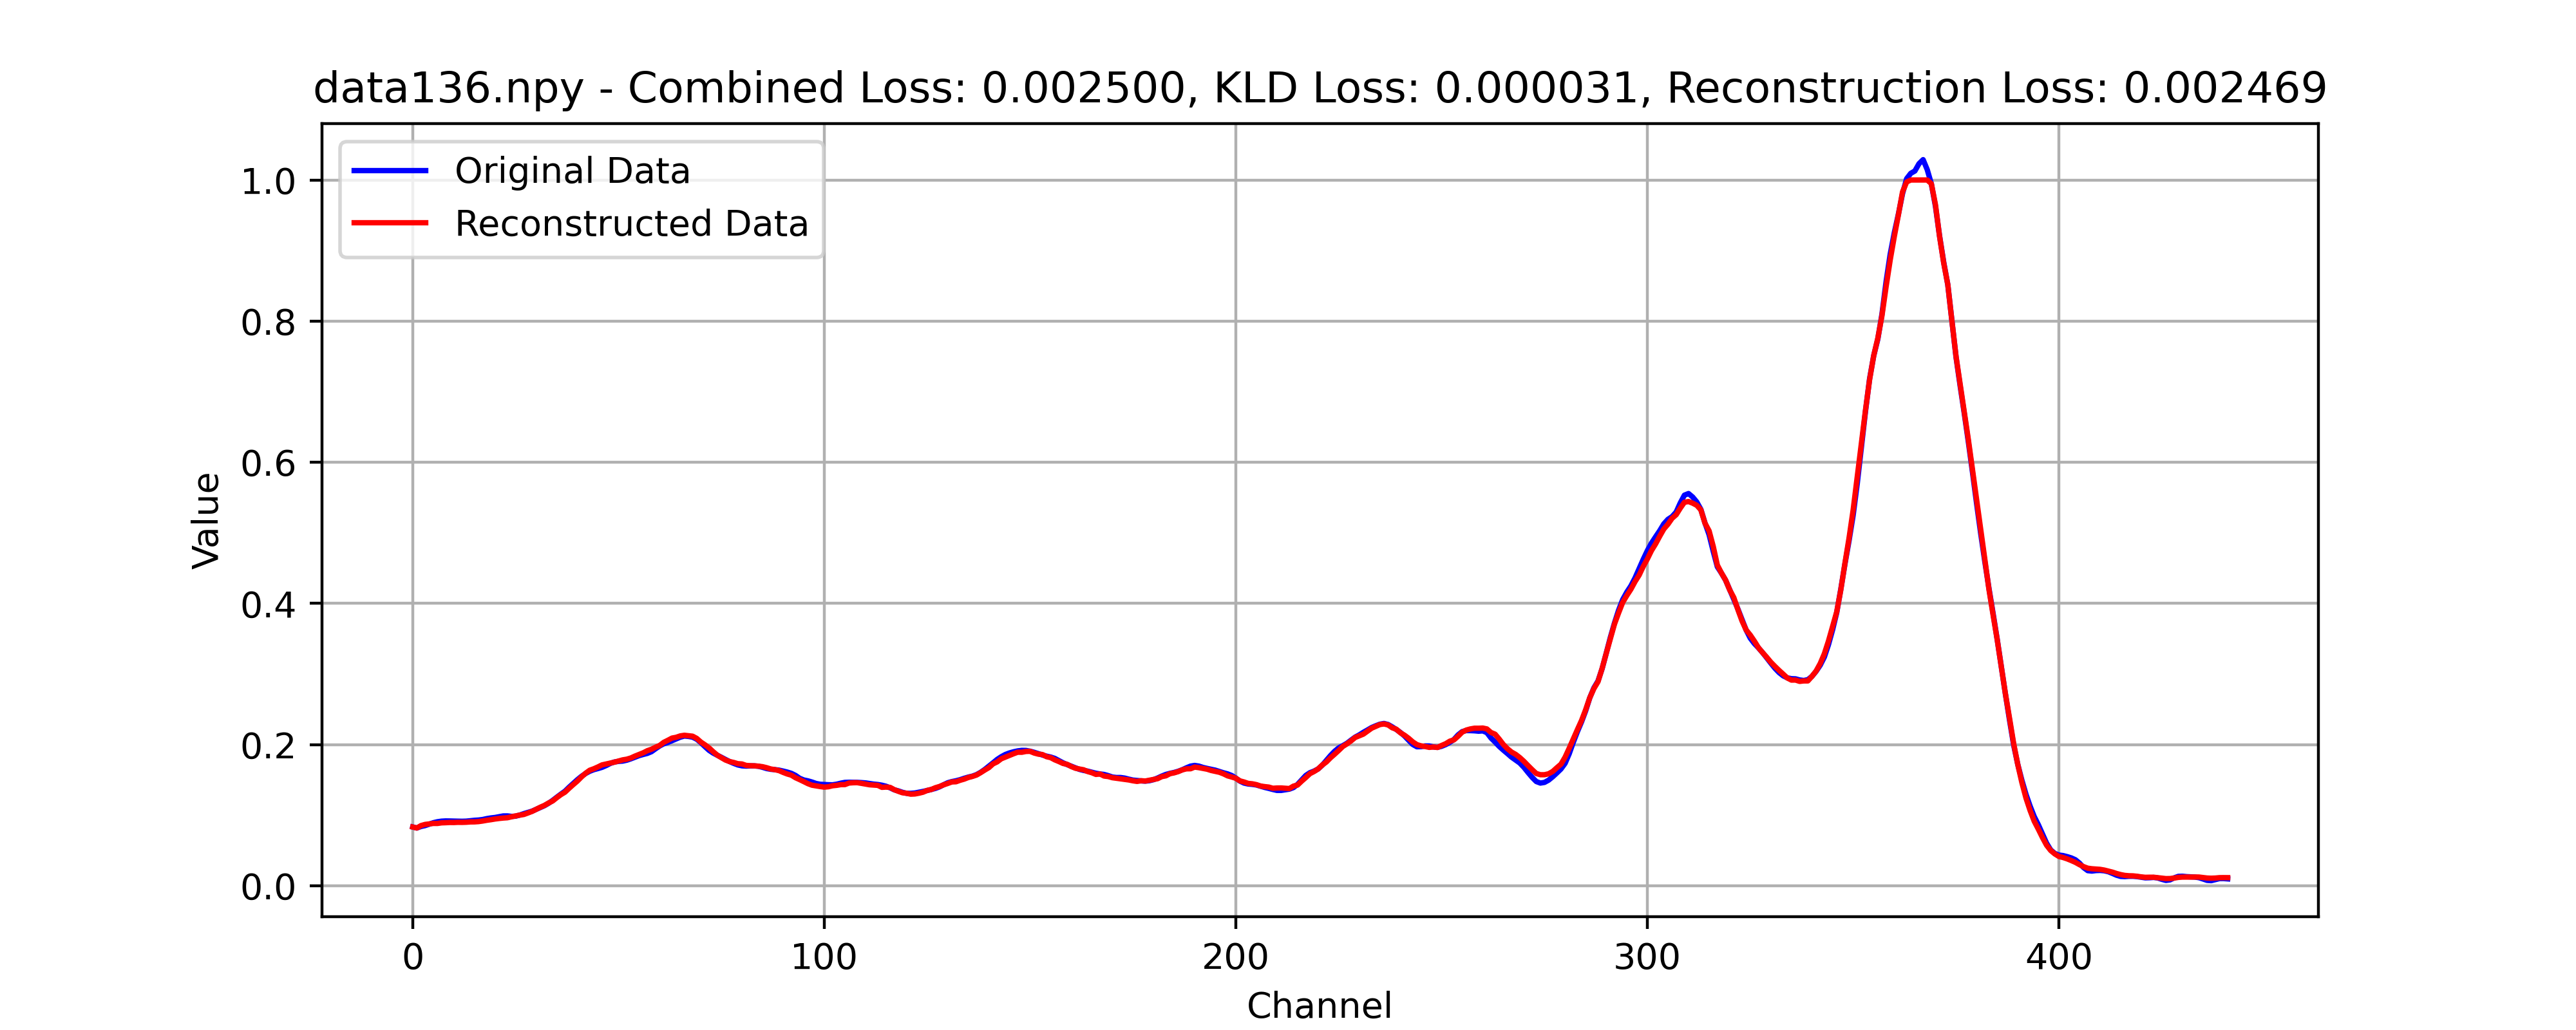 data136.npy - Combined Loss: 0.002500, KLD Loss: 0.000031, Reconstruction Loss: 0.002469
Original Data
Reconstructed Data
1.0
0.8
0.6
0.4
0.2
0.0
Value
0 100 200 300 400
Channel